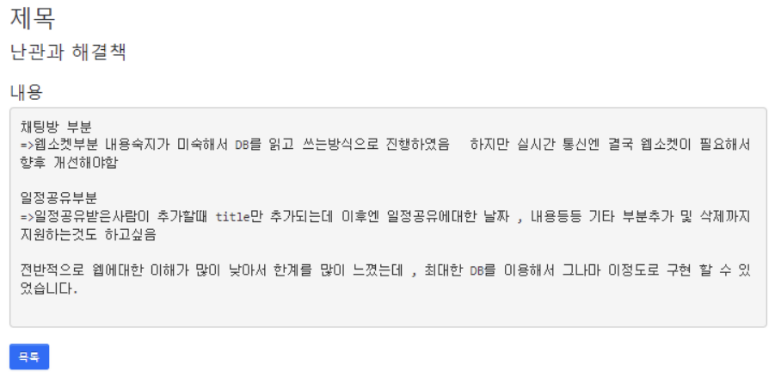 제목
난관과 해결책
내용
채팅방 부분
=>웹소켓부분 내용숙지가 미숙해서 DB를 읽고 쓰는방식으로 진행하였음  하지만 실시간 통신엔 결국 웹소켓이 필요해서
향후 개선해야함
일정공유부분
=>일정공유받은사람이 추가할때 title만 추가되는데 이후엔 일정공유에대한 날짜 , 내용등등 기타 부분추가 및 삭제까지
지원하는것도 하고싶음
전반적으로 웹에대한 이해가 많이 낮아서 한계를 많이 느꼈는데 , 최대한 DB를 이용해서 그나마 이정도로 구현 할 수 있
었습니다.
목록